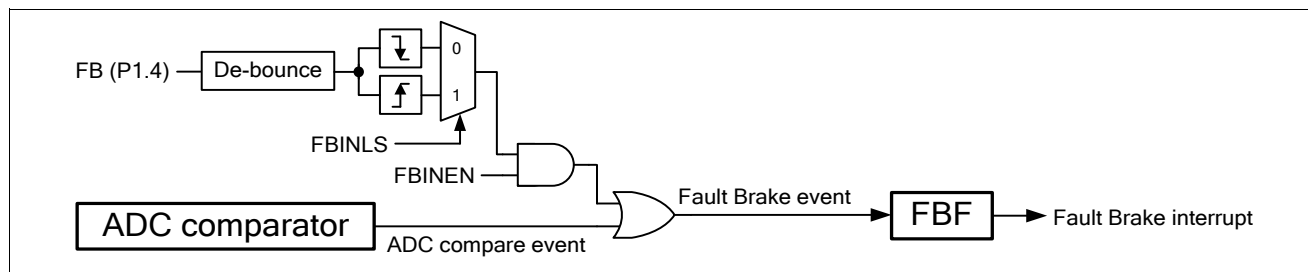 0
FB (P1.4)
De-bounce
1
FBINLS
FBINEN
Fault Brake event
FBF
Fault Brake interrupt
ADC comparator
ADC compare event